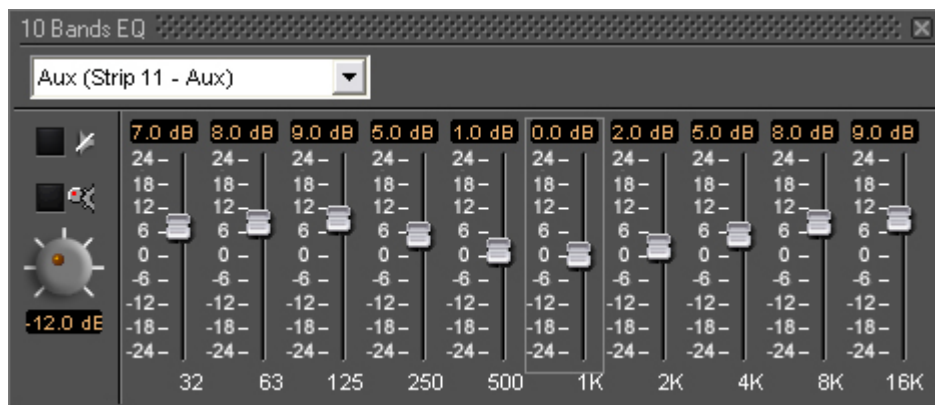 10 Bands EQ
Aux (Strip 11 - Aux)
7.0 dB 8.0 dB 9.0 dB 5.0 dB 1.0 dB 0.0 dB 2.0 dB 5.0 dB 8.0 dB 9.0 dB
24 – 24 – 24 – 24 – 24 – 24 – 24 – 24 – 24 – 24 –
18 – 18 – 18 – 18 – 18 – 18 – 18 – 18 – 18 – 18 –
12 – 12 – 12 – 12 – 12 – 12 – 12 – 12 – 12 – 12 –
6 – 6 – 6 – 6 – 6 – 6 – 6 – 6 – 6 – 6 –
0 – 0 – 0 – 0 – 0 – 0 – 0 – 0 – 0 – 0 –
-6 – -6 – -6 – -6 – -6 – -6 – -6 – -6 – -6 – -6 –
-12 – -12 – -12 – -12 – -12 – -12 – -12 – -12 – -12 – -12 –
-12.0 dB
-18 – -18 – -18 – -18 – -18 – -18 – -18 – -18 – -18 – -18 –
-24 – -24 – -24 – -24 – -24 – -24 – -24 – -24 – -24 – -24 –
32 63 125 250 500 1K 2K 4K 8K 16K